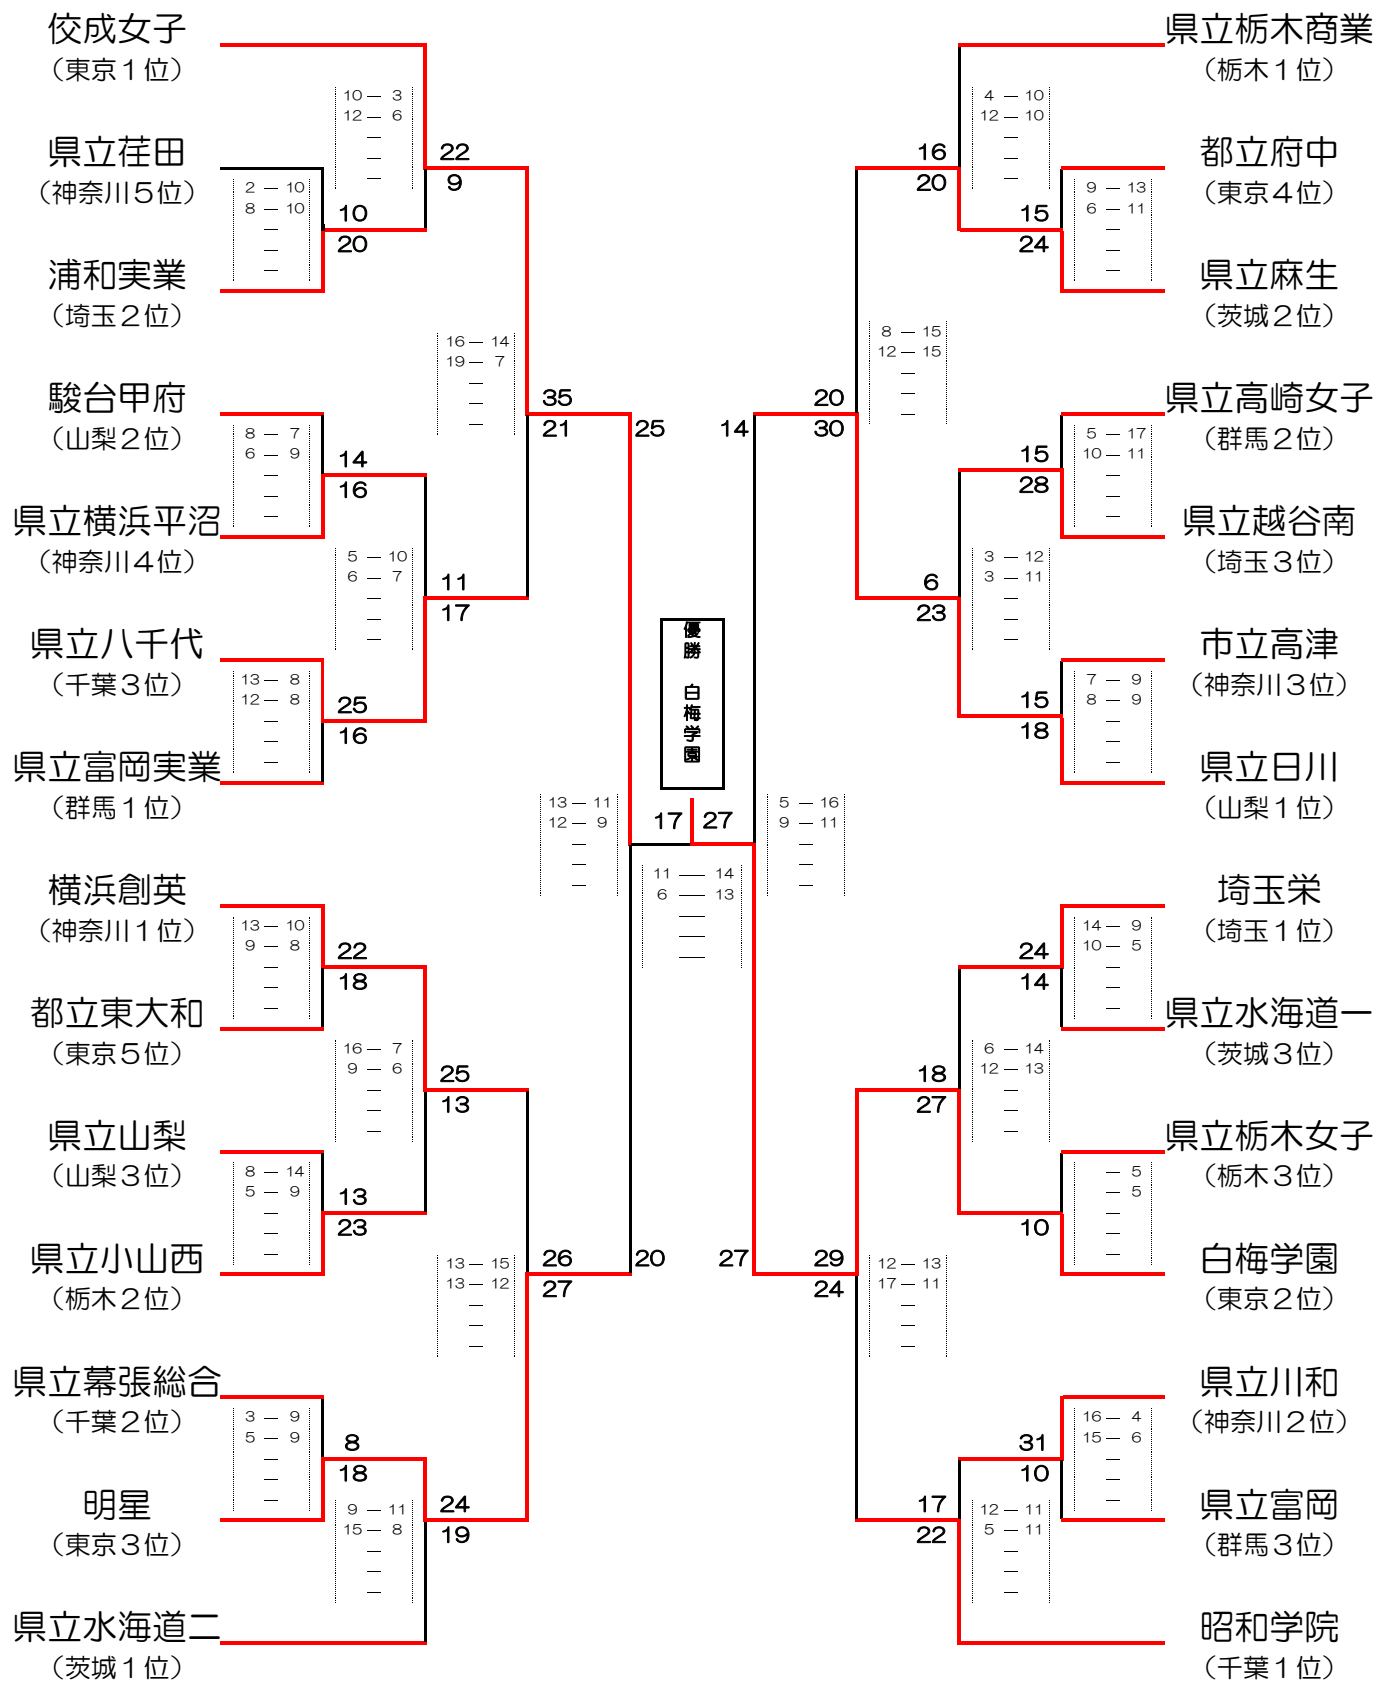 佼成女子
（東京１位）
県立荏田
（神奈川５位）
浦和実業
（埼玉２位）
駿台甲府
（山梨２位）
県立横浜平沼
（神奈川４位）
県立八千代
（千葉３位）
県立富岡実業
（群馬１位）
横浜創英
（神奈川１位）
都立東大和
（東京５位）
県立山梨
（山梨３位）
県立小山西
（栃木２位）
県立幕張総合
（千葉２位）
明星
（東京３位）
県立水海道二
（茨城１位）
2 — 10
8 — 10
10
20
8 — 7
6 — 9
14
16
13 — 8
12 — 8
25
16
13 — 10
9 — 8
22
18
8 — 14
5 — 9
13
23
3 — 9
5 — 9
8
18
10 — 3
12 — 6
22
9
5 — 10
6 — 7
11
17
16 — 7
9 — 6
25
13
9 — 11
15 — 8
24
19
16 — 14
19 — 7
35
21
13 — 15
13 — 12
26
27
25
13 — 11
12 — 9
20
優勝　白梅学園
17
27
11 — 14
6 — 13
14
5 — 16
9 — 11
27
20
30
8 — 15
12 — 15
29
24
12 — 13
17 — 11
16
20
4 — 10
12 — 10
6
23
3 — 12
3 — 11
18
27
6 — 14
12 — 13
17
22
12 — 11
5 — 11
15
24
9 — 13
6 — 11
15
28
5 — 17
10 — 11
15
18
7 — 9
8 — 9
24
14
14 — 9
10 — 5
10
— 5
5
31
10
16 — 4
15 — 6
県立栃木商業
（栃木１位）
都立府中
（東京４位）
県立麻生
（茨城２位）
県立高崎女子
（群馬２位）
県立越谷南
（埼玉３位）
市立高津
（神奈川３位）
県立日川
（山梨１位）
埼玉栄
（埼玉１位）
県立水海道一
（茨城３位）
県立栃木女子
（栃木３位）
白梅学園
（東京２位）
県立川和
（神奈川２位）
県立富岡
（群馬３位）
昭和学院
（千葉１位）